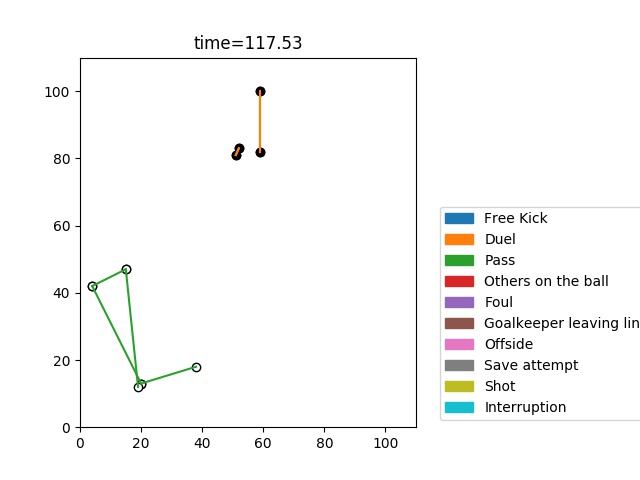 time=117.53
100
80
60
40
20
0
0 20 40 60 80 100
Free Kick
Duel
Pass
Others on the ball
Foul
Goalkeeper leaving lin
Offside
Save attempt
Shot
Interruption